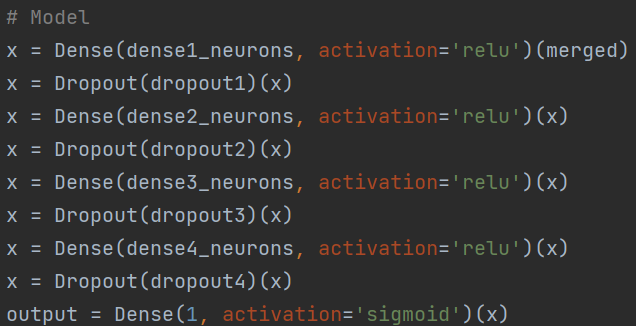 # Model
x = Dense(dense1_neurons, activation='relu')(merged)
x = Dropout(dropout1)(x)
x = Dense(dense2_neurons, activation='relu')(x)
x = Dropout(dropout2)(x)
x = Dense(dense3_neurons, activation='relu')(x)
x = Dropout(dropout3)(x)
x = Dense(dense4_neurons, activation='relu')(x)
x = Dropout(dropout4)(x)
output = Dense(1, activation='sigmoid')(x)